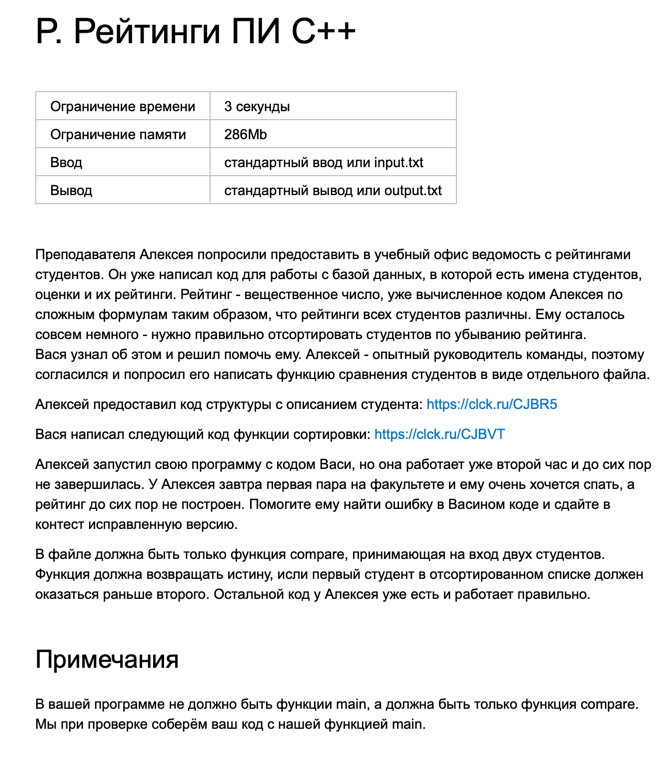 Р. Рейтинги ПИ C++
Ограничение времени 3 секунды
Ограничение памяти 286Mb
Ввод стандартный ввод или input.txt
Вывод стандартный вывод или output.txt
Преподавателя Алексея попросили предоставить в учебный офис ведомость с рейтингами
студентов. Он уже написал код для работы с базой данных, в которой есть имена студентов,
оценки и их рейтинги. Рейтинг - вещественное число, уже вычисленное кодом Алексея по
сложным формулам таким образом, что рейтинги всех студентов различны. Ему осталось
совсем немного - нужно правильно отсортировать студентов по убыванию рейтинга.
Вася узнал об этом и решил помочь ему. Алексей - опытный руководитель команды, поэтому
согласился и попросил его написать функцию сравнения студентов в виде отдельного файла.
Алексей предоставил код структуры с описанием студента: https://clck.ru/CJBR5
Вася написал следующий код функции сортировки: https://clck.ru/CJBVT
Алексей запустил свою программу с кодом Васи, но она работает уже второй час и до сих пор
не завершилась. У Алексея завтра первая пара на факультете и ему очень хочется спать, а
рейтинг до сих пор не построен. Помогите ему найти ошибку в Васином коде и сдайте в
контест исправленную версию.
В файле должна быть только функция compare, принимающая на вход двух студентов.
Функция должна возвращать истину, исли первый студент в отсортированном списке должен
оказаться раньше второго. Остальной код у Алексея уже есть и работает правильно.
Примечания
В вашей программе не должно быть функции main, а должна быть только функция compare.
Мы при проверке соберём ваш код с нашей функцией main.